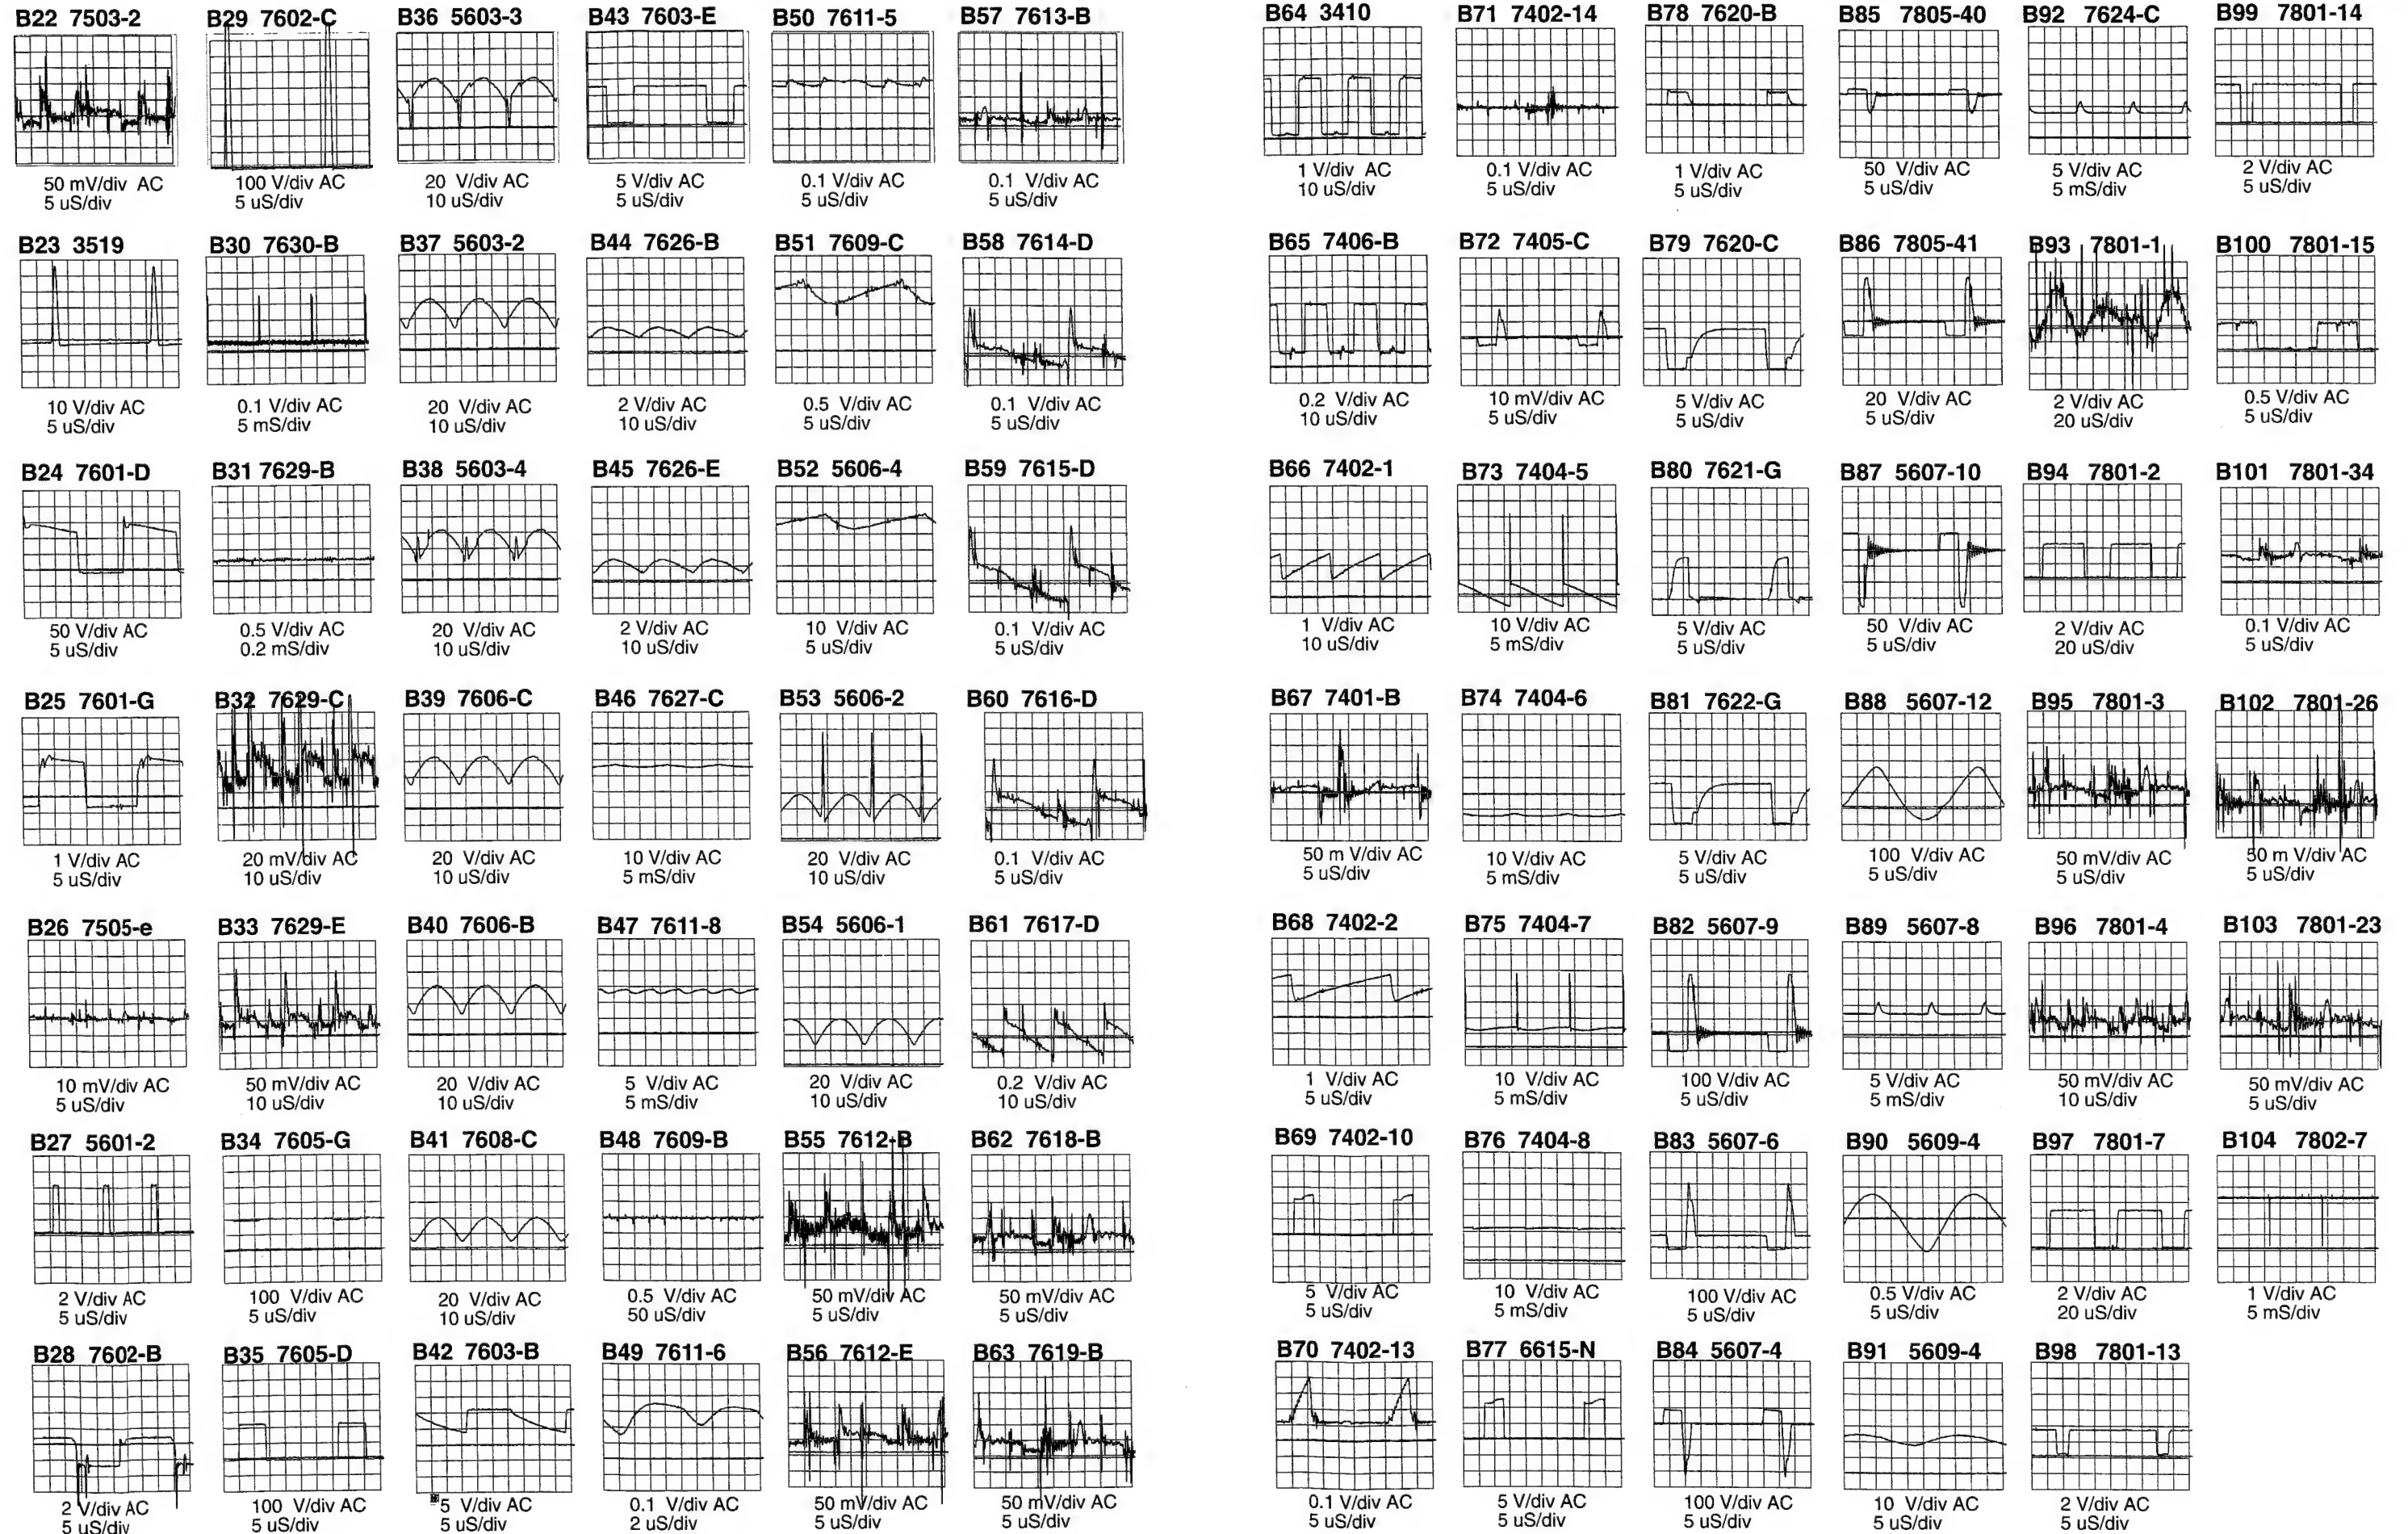 B22 7503-2
50 mV/div AC
5 uS/div
B29 7602-C
100 V/div AC
5 uS/div
B36 5603-3
20 V/div AC
10 uS/div
B43 7603-E
5 V/div AC
5 uS/div
B50 7611-5
0.1 V/div AC
5 uS/div
B57 7613-B
0.1 V/div AC
5 uS/div
B64 3410
1 V/div AC
10 uS/div
B71 7402-14
0.1 V/div AC
5 uS/div
B78 7620-B
1 V/div AC
5 uS/div
B85 7805-40
50 V/div AC
5 uS/div
B92 7624-C
5 V/div AC
5 mS/div
B99 7801-14
2 V/div AC
5 uS/div
B23 3519
10 V/div AC
5 uS/div
B30 7630-B
0.1 V/div AC
5 mS/div
B37 5603-2
20 V/div AC
10 uS/div
B44 7626-B
2 V/div AC
10 uS/div
B51 7609-C
0.5 V/div AC
5 uS/div
B58 7614-D
0.1 V/div AC
5 uS/div
B65 7406-B
0.2 V/div AC
10 uS/div
B72 7405-C
10 mV/div AC
5 uS/div
B79 7620-C
5 V/div AC
5 uS/div
B86 7805-41
20 V/div AC
5 uS/div
B93 7801-1
2 V/div AC
20 uS/div
B100 7801-15
0.5 V/div AC
5 uS/div
B24 7601-D
50 V/div AC
5 uS/div
B31 7629-B
0.5 V/div AC
0.2 mS/div
B38 5603-4
20 V/div AC
10 uS/div
B45 7626-E
2 V/div AC
10 uS/div
B52 5606-4
10 V/div AC
5 uS/div
B59 7615-D
0.1 V/div AC
5 uS/div
B66 7402-1
1 V/div AC
10 uS/div
B73 7404-5
10 V/div AC
5 mS/div
B80 7621-G
5 V/div AC
5 uS/div
B87 5607-10
50 V/div AC
5 uS/div
B94 7801-2
2 V/div AC
20 uS/div
B101 7801-34
0.1 V/div AC
5 uS/div
B25 7601-G
1 V/div AC
5 uS/div
B32 7629-C
20 mV/div AC
10 uS/div
B39 7606-C
20 V/div AC
10 uS/div
B46 7627-C
10 V/div AC
5 mS/div
B53 5606-2
20 V/div AC
10 uS/div
B60 7616-D
0.1 V/div AC
5 uS/div
B67 7401-B
50 m V/div AC
5 uS/div
B74 7404-6
10 V/div AC
5 mS/div
B81 7622-G
5 V/div AC
5 uS/div
B88 5607-12
100 V/div AC
5 uS/div
B95 7801-3
50 mV/div AC
5 uS/div
B102 7801-26
50 m V/div AC
5 uS/div
B26 7505-e
10 mV/div AC
5 uS/div
B33 7629-E
50 mV/div AC
10 uS/div
B40 7606-B
20 V/div AC
10 uS/div
B47 7611-8
5 V/div AC
5 mS/div
B54 5606-1
20 V/div AC
10 uS/div
B61 7617-D
0.2 V/div AC
10 uS/div
B68 7402-2
1 V/div AC
5 uS/div
B75 7404-7
10 V/div AC
5 mS/div
B82 5607-9
100 V/div AC
5 uS/div
B89 5607-8
5 V/div AC
5 mS/div
B96 7801-4
50 mV/div AC
10 uS/div
B103 7801-23
50 mV/div AC
5 uS/div
B27 5601-2
2 V/div AC
5 uS/div
B34 7605-G
100 V/div AC
5 uS/div
B41 7608-C
20 V/div AC
10 uS/div
B48 7609-B
0.5 V/div AC
50 uS/div
B55 7612-B
50 mV/div AC
5 uS/div
B62 7618-B
50 mV/div AC
5 uS/div
B69 7402-10
5 V/div AC
5 uS/div
B76 7404-8
10 V/div AC
5 mS/div
B83 5607-6
100 V/div AC
5 uS/div
B90 5609-4
0.5 V/div AC
5 uS/div
B97 7801-7
2 V/div AC
20 uS/div
B104 7802-7
1 V/div AC
5 mS/div
B28 7602-B
2 V/div AC
5 uS/div
B35 7605-D
100 V/div AC
5 uS/div
B42 7603-B
5 V/div AC
5 uS/div
B49 7611-6
0.1 V/div AC
2 uS/div
B56 7612-E
50 mV/div AC
5 uS/div
B63 7619-B
50 mV/div AC
5 uS/div
B70 7402-13
0.1 V/div AC
5 uS/div
B77 6615-N
5 V/div AC
5 uS/div
B84 5607-4
100 V/div AC
5 uS/div
B91 5609-4
10 V/div AC
5 uS/div
B98 7801-13
2 V/div AC
5 uS/div